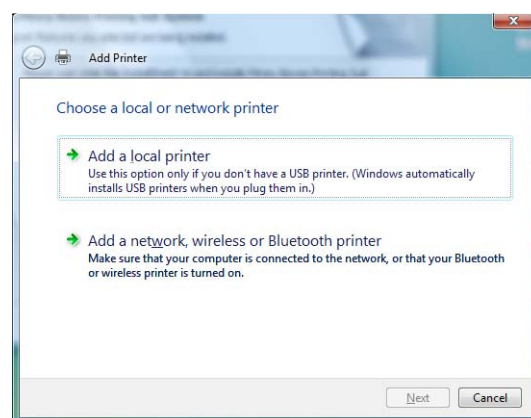 Add Printer
Choose a local or network printer
Add a local printer
Use this option only if you don't have a USB printer. (Windows automatically
installs USB printers when you plug them in.)
Add a network, wireless or Bluetooth printer
Make sure that your computer is connected to the network, or that your Bluetooth
or wireless printer is turned on.
Next
Cancel